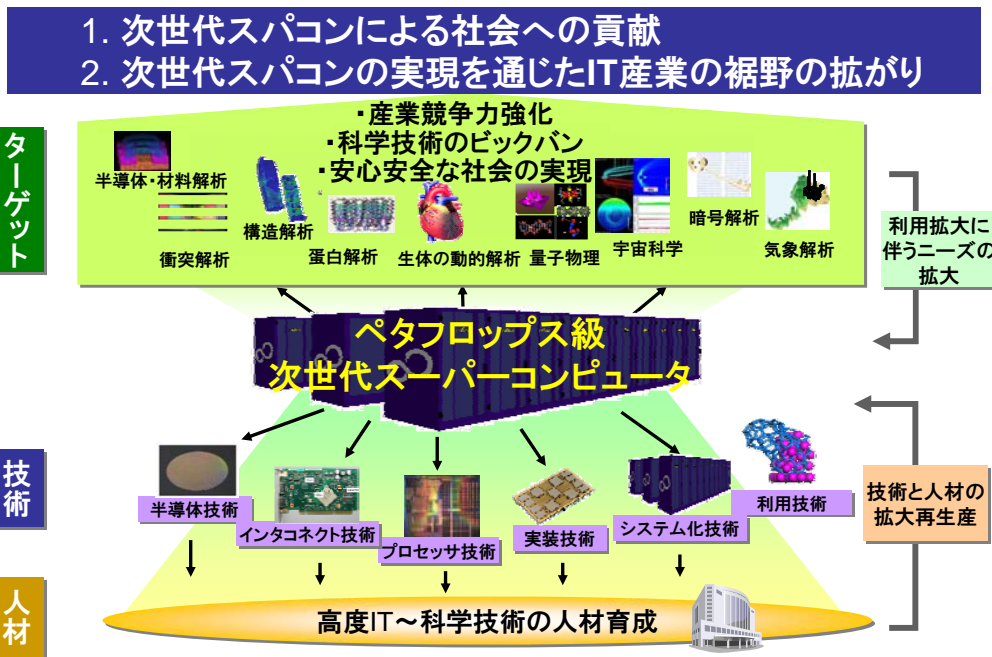 1. 次世代スパコンによる社会への貢献
2. 次世代スパコンの実現を通じたIT産業の裾野の拡がり
ターゲット
・産業競争力強化
・科学技術のビックバン
・安心安全な社会の実現
半導体・材料解析
衝突解析
構造解析
蛋白解析
生体の動的解析
量子物理
宇宙科学
暗号解析
気象解析
利用拡大に
伴うニーズの
拡大
ペタフロップス級
次世代スーパーコンピュータ
技術
半導体技術
インタコネクト技術
プロセッサ技術
実装技術
システム化技術
利用技術
技術と人材の
拡大再生産
人材
高度IT～科学技術の人材育成